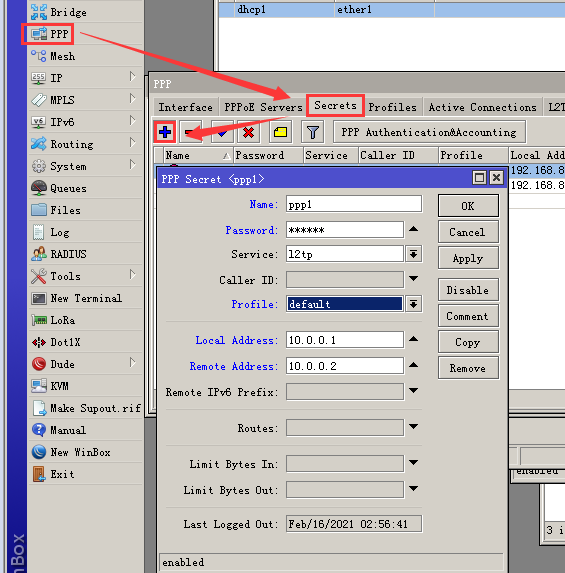 dhcp1 ether1
Bridge
PPP
Mesh
IP
MPLS
IPv6
Routing
System
Queues
Files
Log
RADIUS
Tools
New Terminal
LoRa
Dot1X
Dude
KVM
Make Supout.rif
Manual
New WinBox
Exit
nBox
PPP
Interface PPPoE Servers Secrets Profiles Active Connections L2T
PPP Authentication&Accounting
Name Password Service Caller ID Profile Local Add
192.168.8
192.168.8
PPP Secret <ppp1>
Name: ppp1 OK
Password: ****** Cancel
Service: l2tp Apply
Caller ID:
Profile: default Disable
Comment
Local Address: 10.0.0.1 Copy
Remote Address: 10.0.0.2 Remove
Remote IPv6 Prefix:
Routes:
Limit Bytes In:
Limit Bytes Out:
Last Logged Out: Feb/16/2021 02:56:41
enabled
enabled
3 i